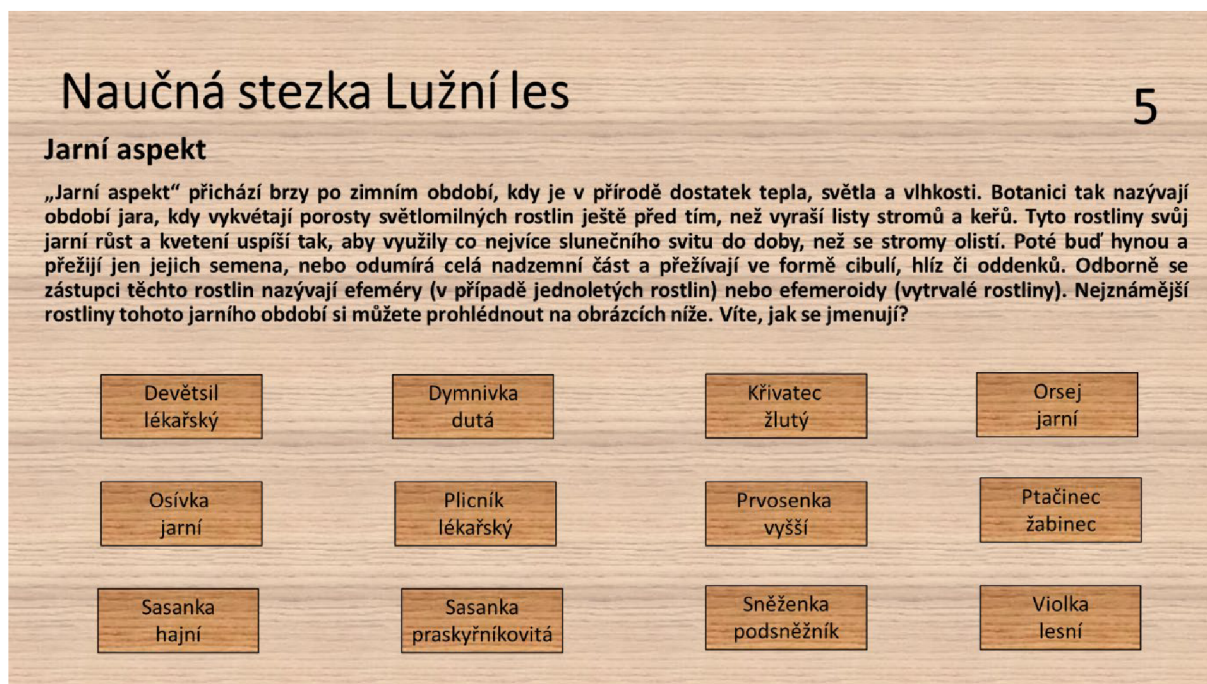 Naučná stezka Lužní les
5
Jarní aspekt
„Jarní aspekt“ přichází brzy po zimním období, kdy je v přírodě dostatek tepla, světla a vlhkosti. Botanici tak nazývají
období jara, kdy vykvétají porosty světlomilných rostlin ještě před tím, než vyraší listy stromů a keřů. Tyto rostliny svůj
jarní růst a kvetení uspíší tak, aby využily co nejvíce slunečního svitu do doby, než se stromy olistí. Poté buď hynou a
přežijí jen jejich semena, nebo odumírá celá nadzemní část a přežívají ve formě cibulí, hlíz či oddenků. Odborně se
zástupci těchto rostlin nazývají efeméry (v případě jednoletých rostlin) nebo efemeroidy (vytrvalé rostliny). Nejznámější
rostliny tohoto jarního období si můžete prohlédnout na obrázcích níže. Víte, jak se jmenují?
Devětsil
lékařský
Dymnivka
dutá
Křivatec
žlutý
Orsej
jarní
Osívka
jarní
Plicník
lékařský
Prvosenka
vyšší
Ptačinec
žabinec
Sasanka
hajní
Sasanka
praskyřníkovitá
Sněženka
podsněžník
Violka
lesní